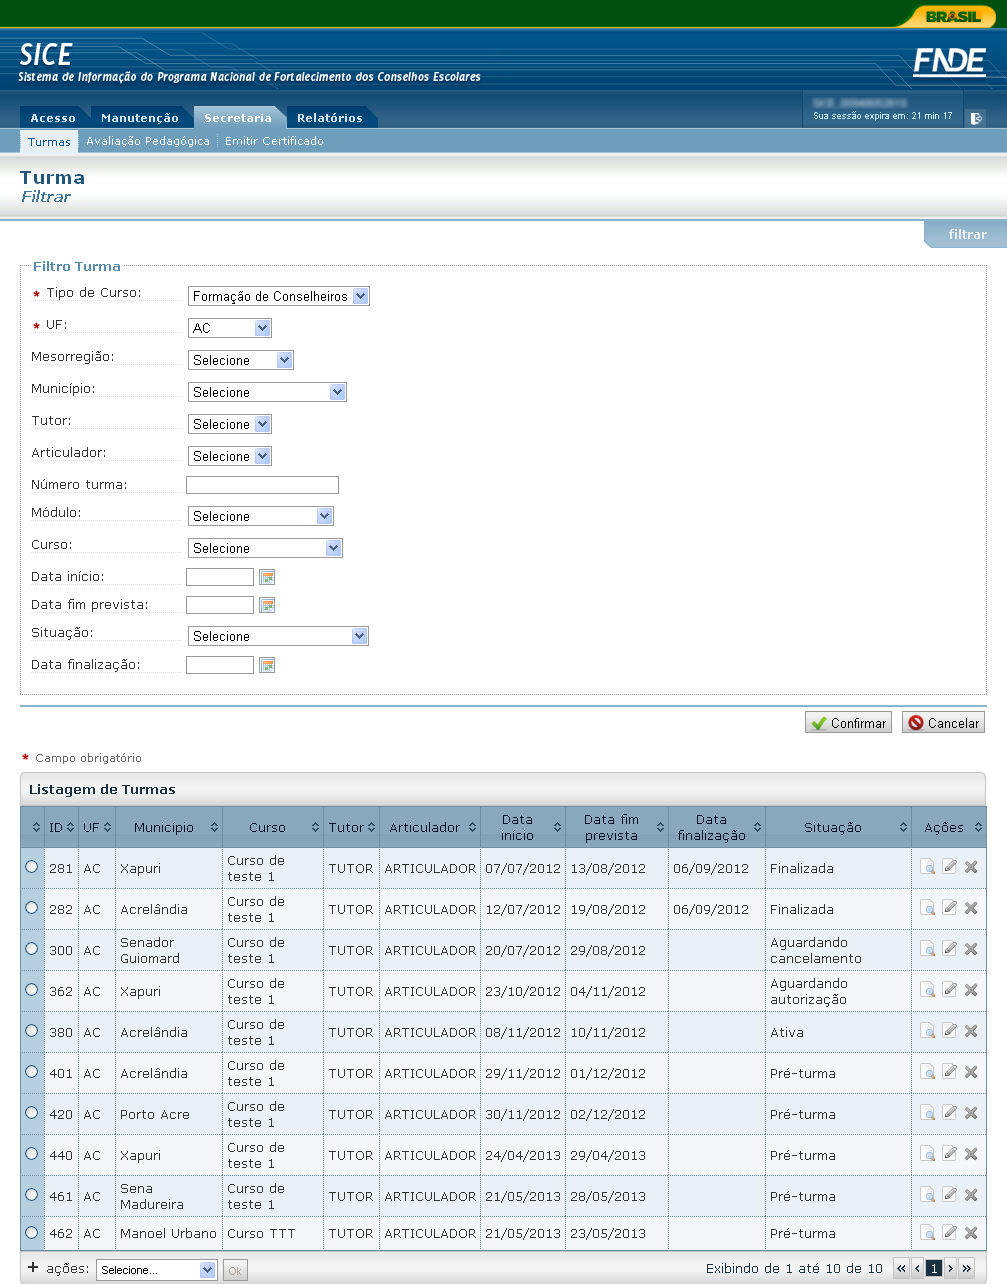 BRASIL
SICE
Sistema de Informação do Programa Nacional de Fortalecimento dos Conselhos Escolares
FNDE
Acesso Manutenção Secretaria Relatórios
Sua sessão expira em: 21 min 17
Turmas Avaliação Pedagógica Emitir Certificado
Turma
Filtrar
filtrar
Filtro Turma
* Tipo de Curso: Formação de Conselheiros
* UF: AC
Mesorregião: Selecione
Município: Selecione
Tutor: Selecione
Articulador: Selecione
Número turma:
Módulo: Selecione
Curso: Selecione
Data início:
Data fim prevista:
Situação: Selecione
Data finalização:
Confirmar Cancelar
* Campo obrigatório
Listagem de Turmas
ID UF Município Curso Tutor Articulador Data início Data fim prevista Data finalização Situação Ações
281 AC Xapuri Curso de teste 1 TUTOR ARTICULADOR 07/07/2012 13/08/2012 06/09/2012 Finalizada
282 AC Acrelândia Curso de teste 1 TUTOR ARTICULADOR 12/07/2012 19/08/2012 06/09/2012 Finalizada
300 AC Senador Guiomard Curso de teste 1 TUTOR ARTICULADOR 20/07/2012 29/08/2012 Aguardando cancelamento
362 AC Xapuri Curso de teste 1 TUTOR ARTICULADOR 23/10/2012 04/11/2012 Aguardando autorização
380 AC Acrelândia Curso de teste 1 TUTOR ARTICULADOR 08/11/2012 10/11/2012 Ativa
401 AC Acrelândia Curso de teste 1 TUTOR ARTICULADOR 29/11/2012 01/12/2012 Pré-turma
420 AC Porto Acre Curso de teste 1 TUTOR ARTICULADOR 30/11/2012 02/12/2012 Pré-turma
440 AC Xapuri Curso de teste 1 TUTOR ARTICULADOR 24/04/2013 29/04/2013 Pré-turma
461 AC Sena Madureira Curso de teste 1 TUTOR ARTICULADOR 21/05/2013 28/05/2013 Pré-turma
462 AC Manoel Urbano Curso TTT TUTOR ARTICULADOR 21/05/2013 23/05/2013 Pré-turma
+ ações: Selecione... Ok Exibindo de 1 até 10 de 10 « ‹ 1 › »